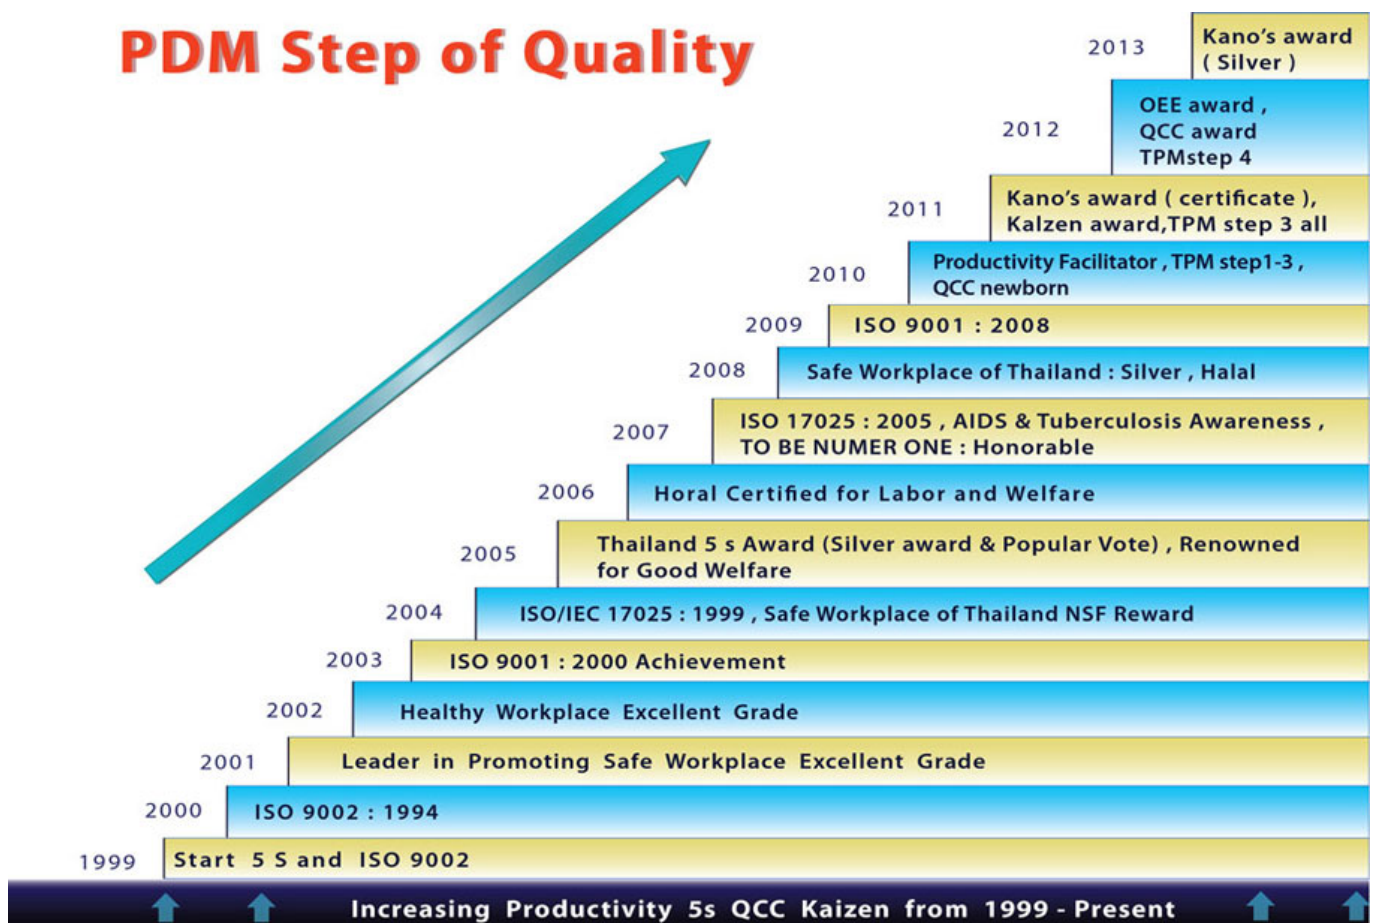 PDM Step of Quality
2013
Kano's award
( Silver )
2012
OEE award ,
QCC award
TPMstep 4
2011
Kano's award ( certificate ),
Kalzen award,TPM step 3 all
2010
Productivity Facilitator , TPM step1-3 ,
QCC newborn
2009
ISO 9001 : 2008
2008
Safe Workplace of Thailand : Silver , Halal
2007
ISO 17025 : 2005 , AIDS & Tuberculosis Awareness ,
TO BE NUMER ONE : Honorable
2006
Horal Certified for Labor and Welfare
2005
Thailand 5 s Award (Silver award & Popular Vote) , Renowned
for Good Welfare
2004
ISO/IEC 17025 : 1999 , Safe Workplace of Thailand NSF Reward
2003
ISO 9001 : 2000 Achievement
2002
Healthy Workplace Excellent Grade
2001
Leader in Promoting Safe Workplace Excellent Grade
2000
ISO 9002 : 1994
1999
Start 5 S and ISO 9002
Increasing Productivity 5s QCC Kaizen from 1999 - Present